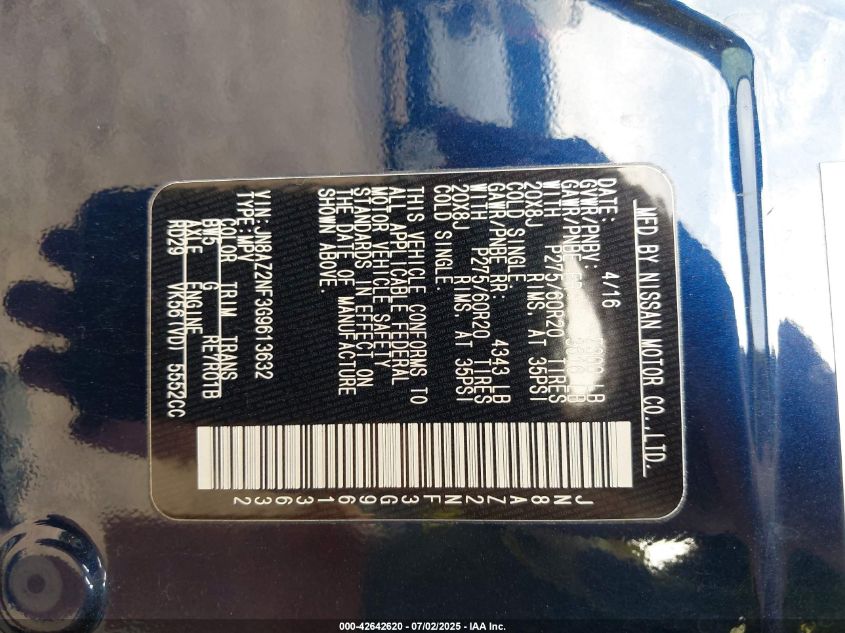 MFD BY NISSAN MOTOR CO.,LTD.
DATE: 4/16
GVWR/PNBV: LB
GAWR/PNBE LB
WITH P275/60R20 TIRES
20X8J RIMS, AT 35PSI
COLD SINGLE.
GAWR/PNBE RR: 4343 LB
WITH P275/60R20 TIRES
20X8J RIMS AT 35PSI
COLD SINGLE
THIS VEHICLE CONFORMS TO
ALL APPLICABLE FEDERAL
MOTOR VEHICLE SAFETY
STANDARDS IN EFFECT ON
THE DATE OF MANUFACTURE
SHOWN ABOVE.
VIN:JN8AZ2NF3G9613632
TYPE:MPV
COLOR TRIM TRANS
BW5 G RE7R01B
AXLE ENGINE
RD29 VK56(VD) 5552CC
JN8AZ2NF3G9613632
000-42642620 - 07/02/2025 - IAA Inc.